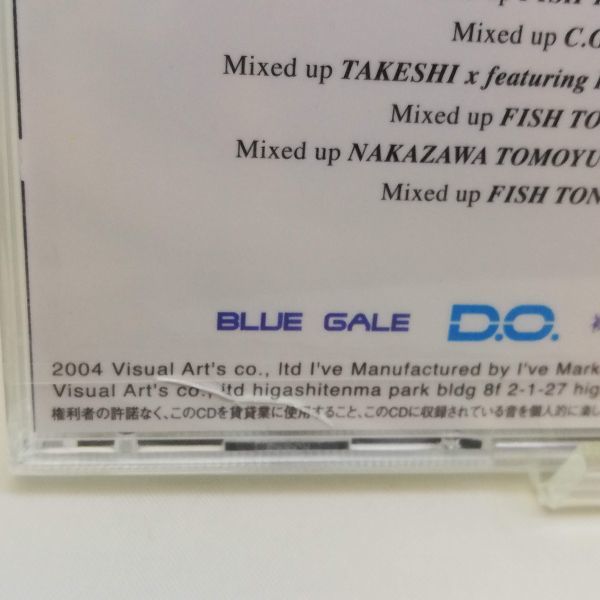 Mixed up C.O
Mixed up TAKESHI x featuring
Mixed up FISH TO
Mixed up NAKAZAWA TOMOYU
Mixed up FISH TON
BLUE GALE D.O.
2004 Visual Art's co., ltd I've Manufactured by I've Mark
Visual Art's co., ltd higashitenma park bldg 8f 2-1-27 hig
権利者の許諾なく、このCDを賃貸業に使用すること、このCDに収録されている音を個人的に楽し